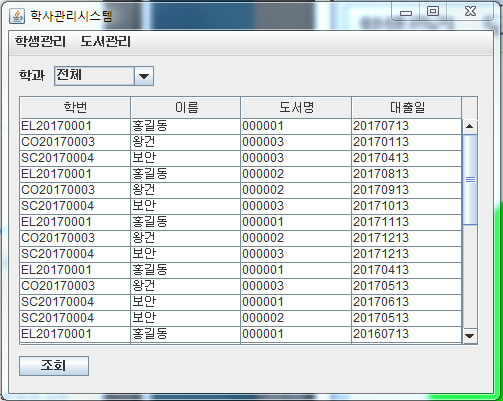 학사관리시스템
학생관리 도서관리
학과 전체
학번 이름 도서명 대출일
EL20170001 홍길동 000001 20170713
CO20170003 왕건 000003 20170113
SC20170004 보안 000003 20170413
EL20170001 홍길동 000002 20170813
CO20170003 왕건 000002 20170913
SC20170004 보안 000003 20171013
EL20170001 홍길동 000001 20171113
CO20170003 왕건 000002 20171213
SC20170004 보안 000003 20171213
EL20170001 홍길동 000001 20170413
CO20170003 왕건 000003 20170513
SC20170004 보안 000001 20170613
SC20170004 보안 000002 20170513
EL20170001 홍길동 000001 20160713
조회